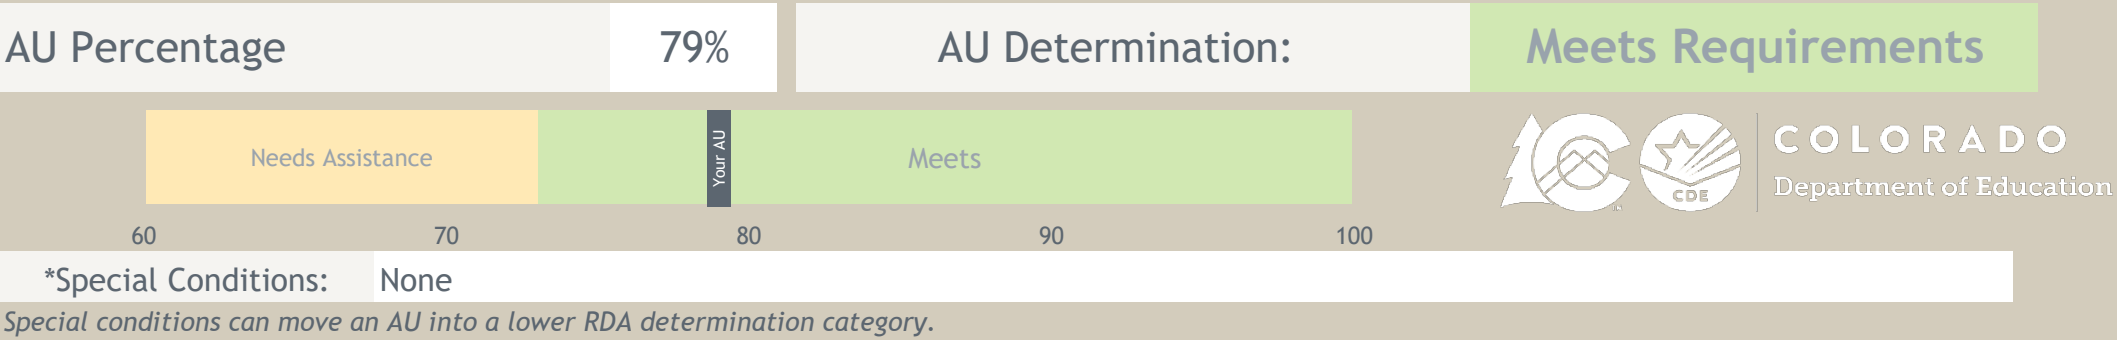 AU Percentage 79% AU Determination: Meets Requirements
Needs Assistance Your AU Meets
COLORADO
Department of Education
CDE
60 70 80 90 100
*Special Conditions: None
Special conditions can move an AU into a lower RDA determination category.